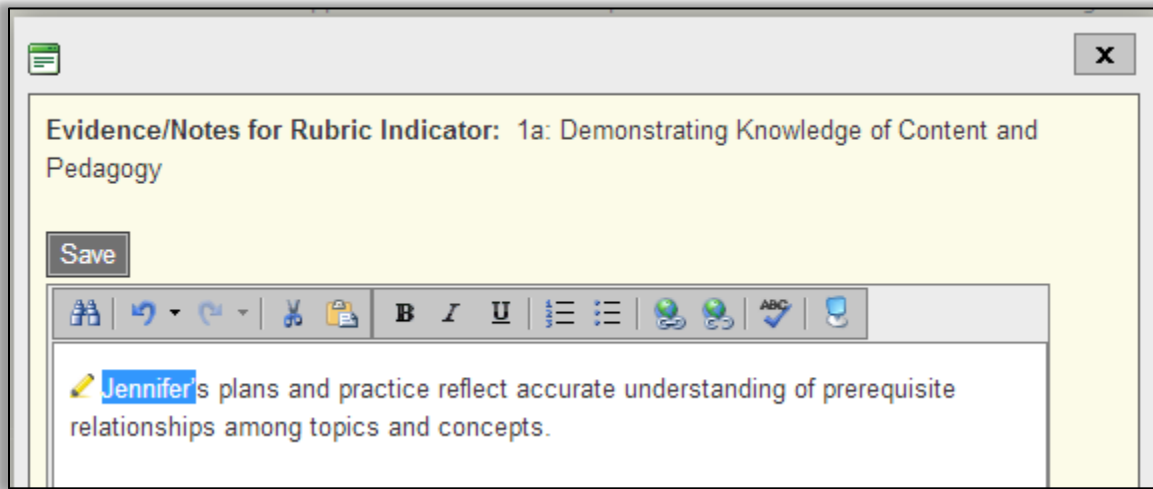 x
Evidence/Notes for Rubric Indicator: 1a: Demonstrating Knowledge of Content and
Pedagogy
Save
B I U ABC
Jennifer's plans and practice reflect accurate understanding of prerequisite
relationships among topics and concepts.